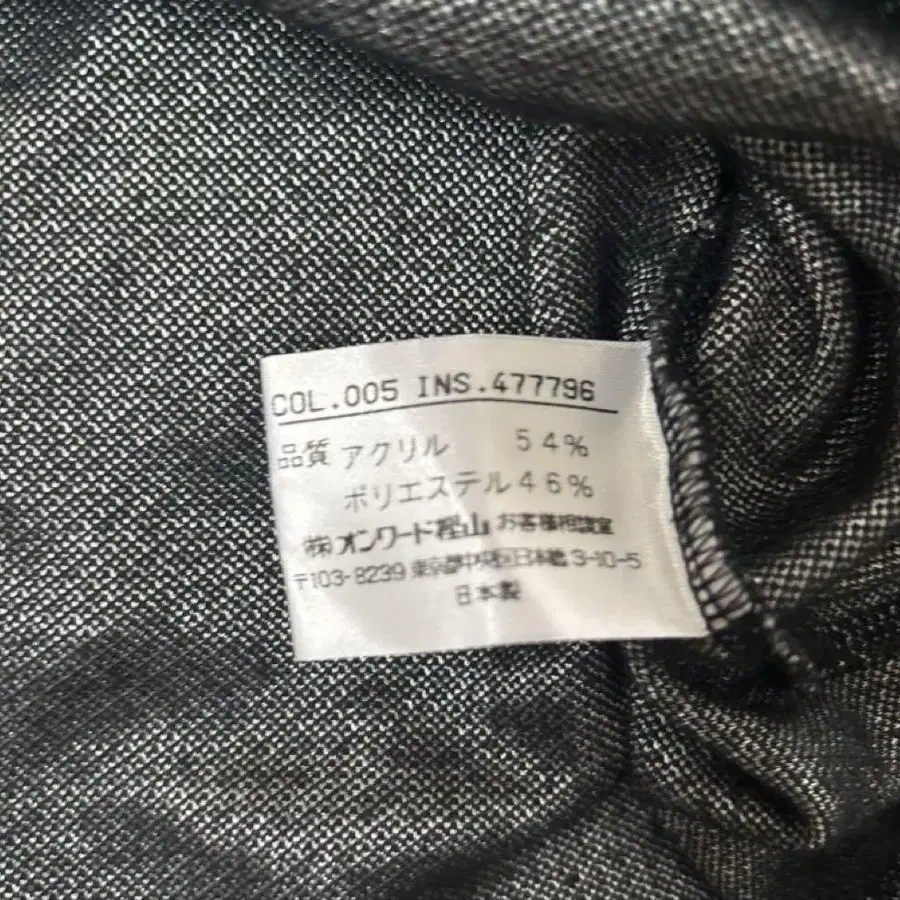 COL.005 INS.477796
品質 アクリル 54%
ポリエステル 46%
㈱オンワード樫山 お客様相談室
〒103-8239 東京都中央区日本橋3-10-5
日本製